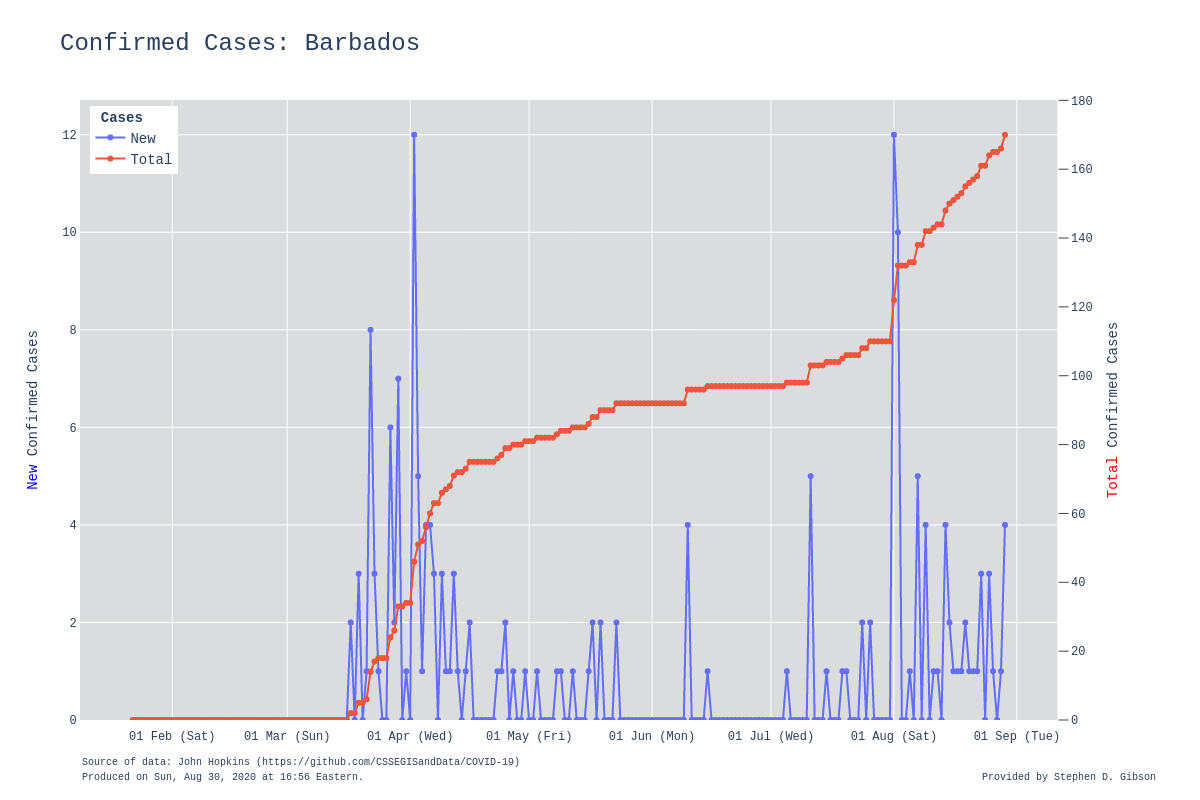 Confirmed Cases: Barbados
Cases
New
Total
12
10
8
6
4
2
0
180
160
140
120
100
80
60
40
20
0
New Confirmed Cases
Total Confirmed Cases
01 Feb (Sat)
01 Mar (Sun)
01 Apr (Wed)
01 May (Fri)
01 Jun (Mon)
01 Jul (Wed)
01 Aug (Sat)
01 Sep (Tue)
Source of data: John Hopkins (https://github.com/CSSEGISandData/COVID-19)
Produced on Sun, Aug 30, 2020 at 16:56 Eastern.
Provided by Stephen D. Gibson